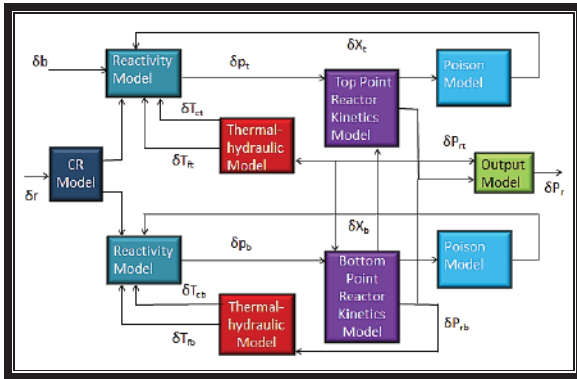 δX_t
δb
Reactivity
Model
δp_t
Poison
Model
Top Point
Reactor
Kinetics
Model
δT_ct
Thermal-
hydraulic Model
δT_ft
δP_rt
CR
Model
Output
Model
δr
δP_r
δX_b
Reactivity
Model
δp_b
Bottom
Point
Reactor
Kinetics
Model
Poison
Model
δT_cb
Thermal-
hydraulic
Model
δT_fb
δP_rb